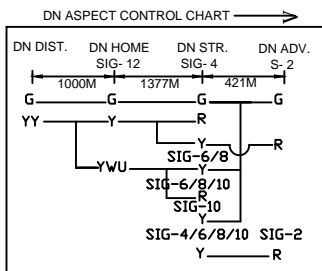 DN ASPECT CONTROL CHART
DN DIST. DN HOME DN STR. DN ADV.
SIG- 12 SIG- 4 S- 2
1000M 1377M 421M
G G G G
YY Y R
Y R
SIG-6/8
YWU Y
SIG-6/8/10
R
SIG-10
Y
SIG-4/6/8/10 SIG-2
Y R